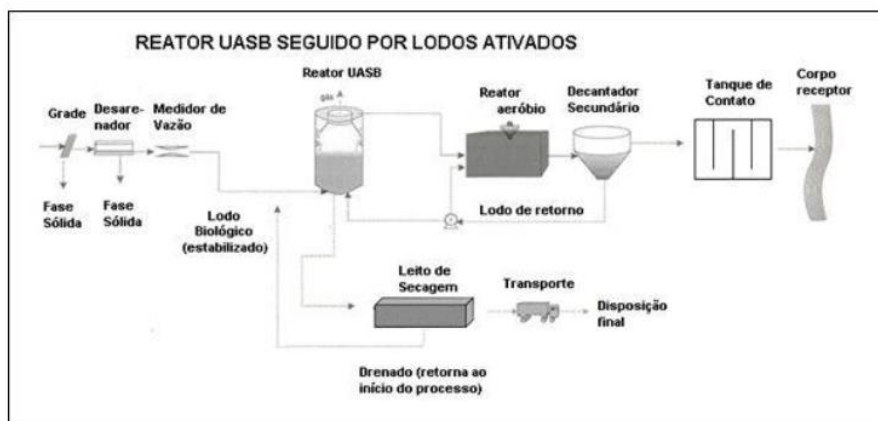 REATOR UASB SEGUIDO POR LODOS ATIVADOS
Reator UASB
gás
Grade
Desare-
nador
Medidor de
Vazão
Reator
aeróbio
Decantador
Secundário
Tanque de
Contato
Corpo
receptor
Fase
Sólida
Fase
Sólida
Lodo
Biológico
(estabilizado)
Lodo de retorno
Leito de
Secagem
Transporte
Disposição
final
Drenado (retorna ao
início do processo)